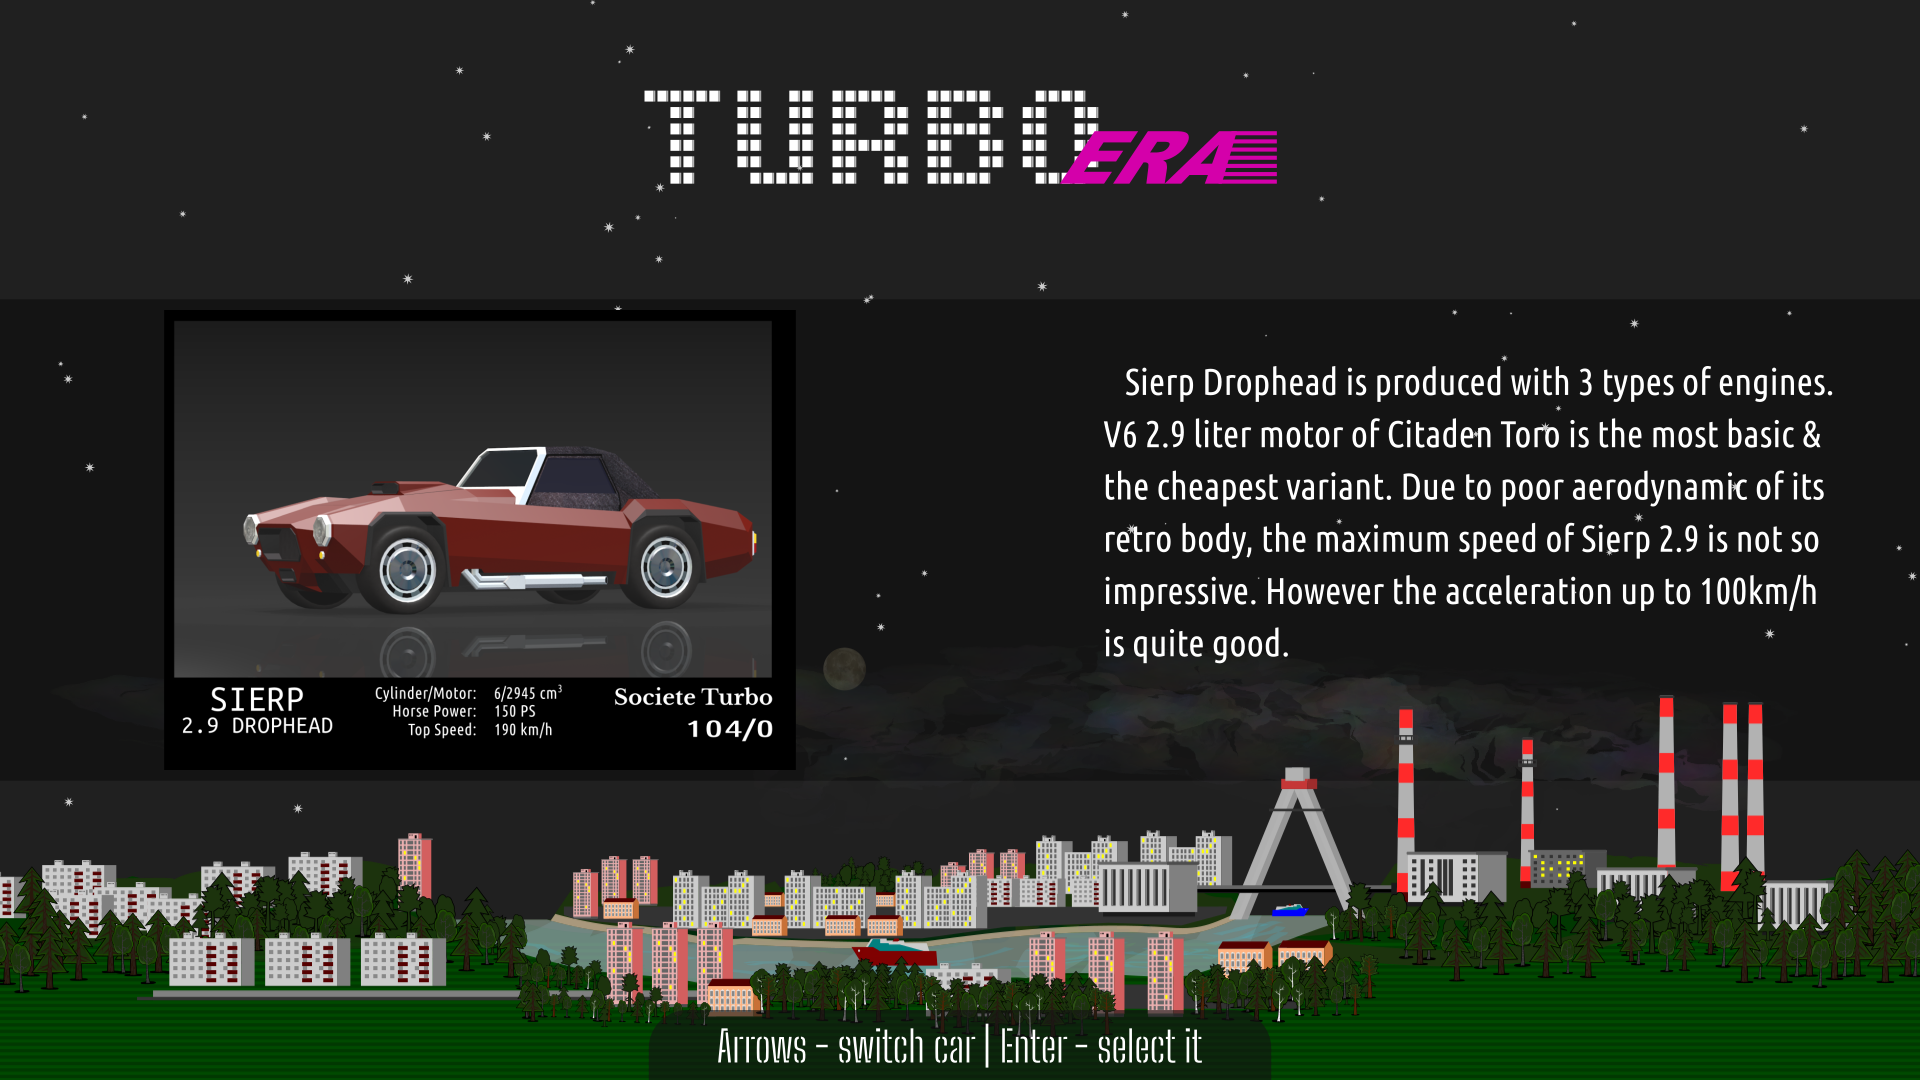 TURBO ERA
Sierp Drophead is produced with 3 types of engines.
V6 2.9 liter motor of Citaden Toro is the most basic &
the cheapest variant. Due to poor aerodynamic of its
retro body, the maximum speed of Sierp 2.9 is not so
impressive. However the acceleration up to 100km/h
is quite good.
SIERP
2.9 DROPHEAD
Cylinder/Motor: 6/2945 cm³
Horse Power: 150 PS
Top Speed: 190 km/h
Societe Turbo
104/0
Arrows - switch car | Enter - select it